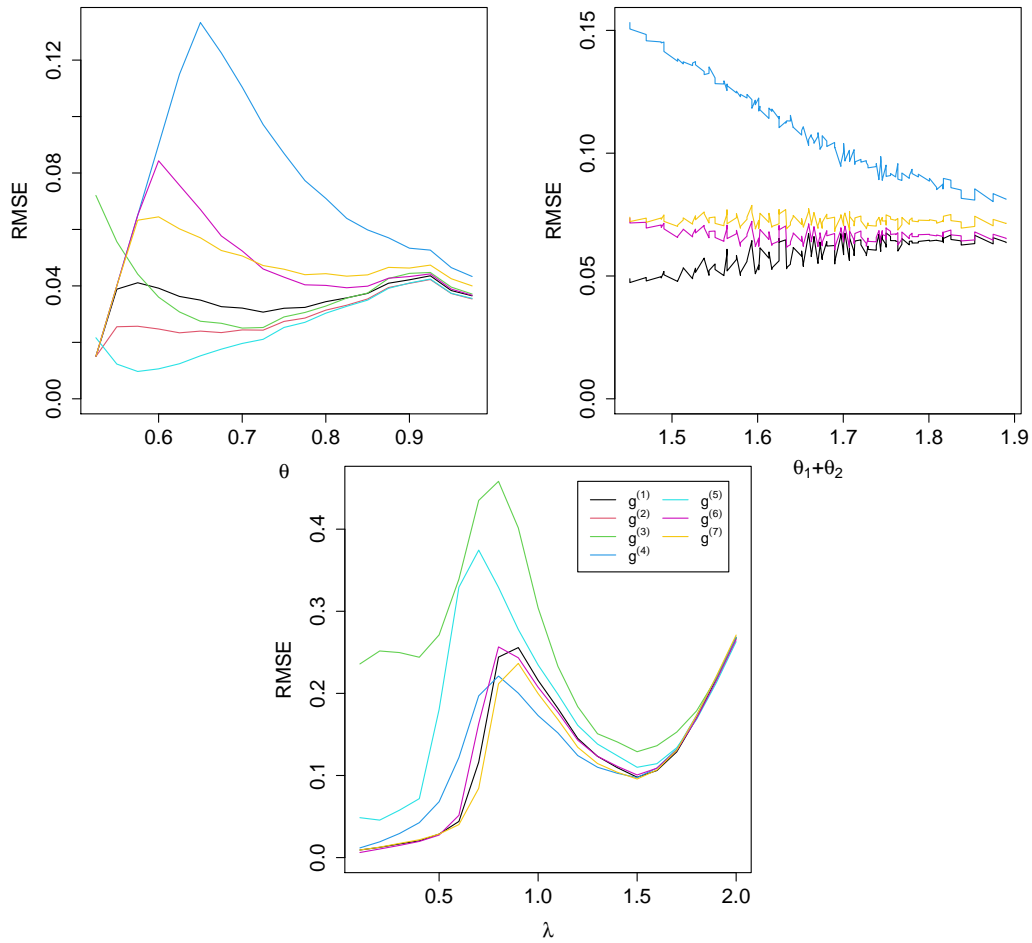 RMSE
0.00 0.04 0.08 0.12
0.6 0.7 0.8 0.9
θ
RMSE
0.00 0.05 0.10 0.15
1.5 1.6 1.7 1.8 1.9
θ₁+θ₂
RMSE
0.0 0.1 0.2 0.3 0.4
0.5 1.0 1.5 2.0
λ
g⁽¹⁾
g⁽²⁾
g⁽³⁾
g⁽⁴⁾
g⁽⁵⁾
g⁽⁶⁾
g⁽⁷⁾